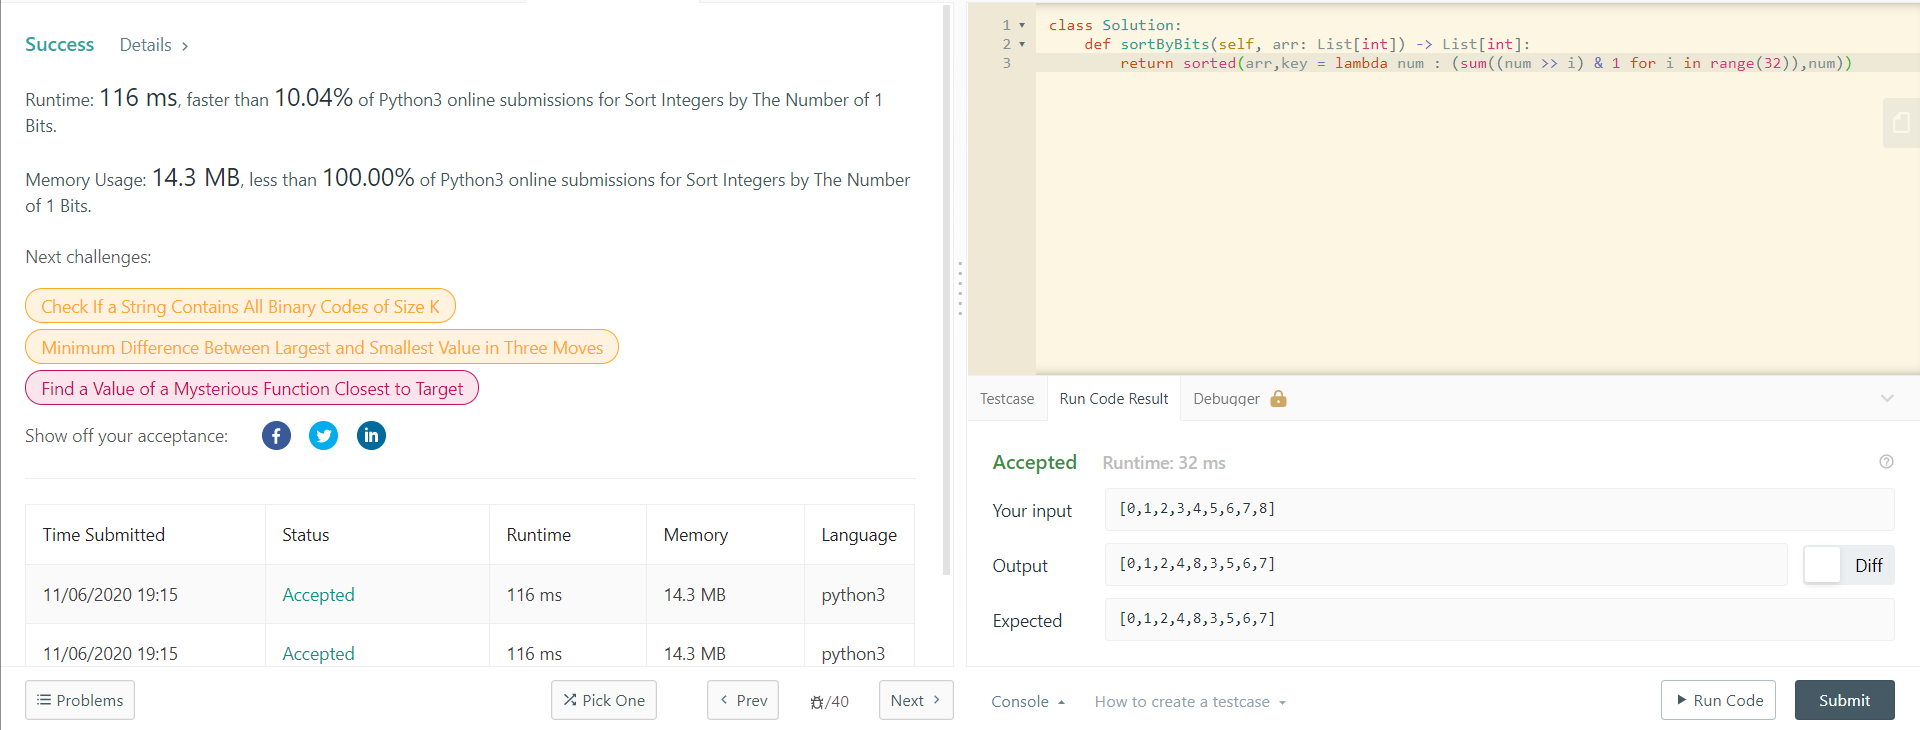 Success Details >
Runtime: 116 ms, faster than 10.04% of Python3 online submissions for Sort Integers by The Number of 1
Bits.
Memory Usage: 14.3 MB, less than 100.00% of Python3 online submissions for Sort Integers by The Number
of 1 Bits.
Next challenges:
Check If a String Contains All Binary Codes of Size K
Minimum Difference Between Largest and Smallest Value in Three Moves
Find a Value of a Mysterious Function Closest to Target
Show off your acceptance:
Time Submitted Status Runtime Memory Language
11/06/2020 19:15 Accepted 116 ms 14.3 MB python3
11/06/2020 19:15 Accepted 116 ms 14.3 MB python3
Problems Pick One < Prev /40 Next >
1 class Solution:
2 def sortByBits(self, arr: List[int]) -> List[int]:
3 return sorted(arr,key = lambda num : (sum((num >> i) & 1 for i in range(32)),num))
Testcase Run Code Result Debugger
Accepted Runtime: 32 ms
Your input [0,1,2,3,4,5,6,7,8]
Output [0,1,2,4,8,3,5,6,7] Diff
Expected [0,1,2,4,8,3,5,6,7]
Console How to create a testcase Run Code Submit